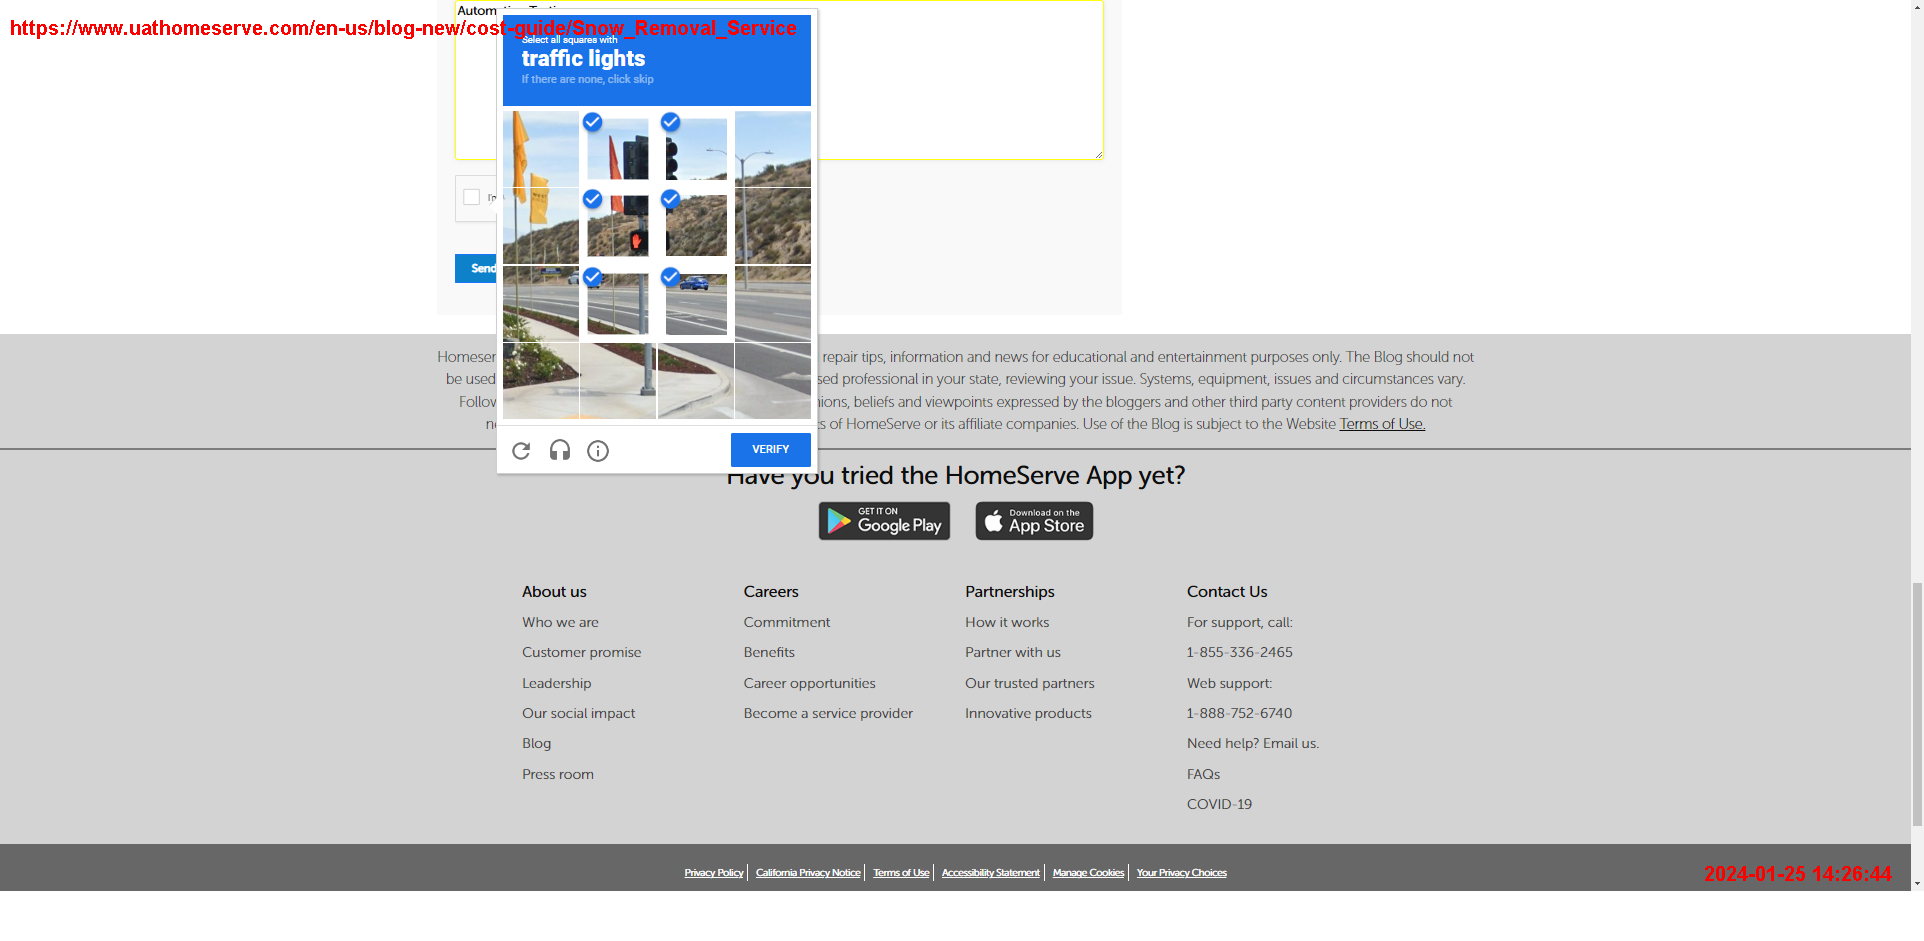 Automation Testing
https://www.uathomeserve.com/en-us/blog-new/cost-guide/Snow_Removal_Service
Select all squares with
traffic lights
If there are none, click skip
I'm
Send
VERIFY
Homeser repair tips, information and news for educational and entertainment purposes only. The Blog should not
be used sed professional in your state, reviewing your issue. Systems, equipment, issues and circumstances vary.
Follow nions, beliefs and viewpoints expressed by the bloggers and other third party content providers do not
ne s of HomeServe or its affiliate companies. Use of the Blog is subject to the Website Terms of Use.
Have you tried the HomeServe App yet?
GET IT ON
Google Play
Download on the
App Store
About us
Who we are
Customer promise
Leadership
Our social impact
Blog
Press room
Careers
Commitment
Benefits
Career opportunities
Become a service provider
Partnerships
How it works
Partner with us
Our trusted partners
Innovative products
Contact Us
For support, call:
1-855-336-2465
Web support:
1-888-752-6740
Need help? Email us.
FAQs
COVID-19
Privacy Policy California Privacy Notice Terms of Use Accessibility Statement Manage Cookies Your Privacy Choices
2024-01-25 14:26:44